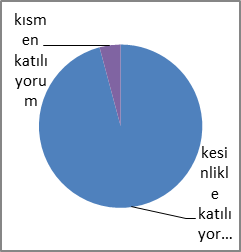 kısm
en
katılı
yoru
m
kesi
nlikl
e
katılı
yor...